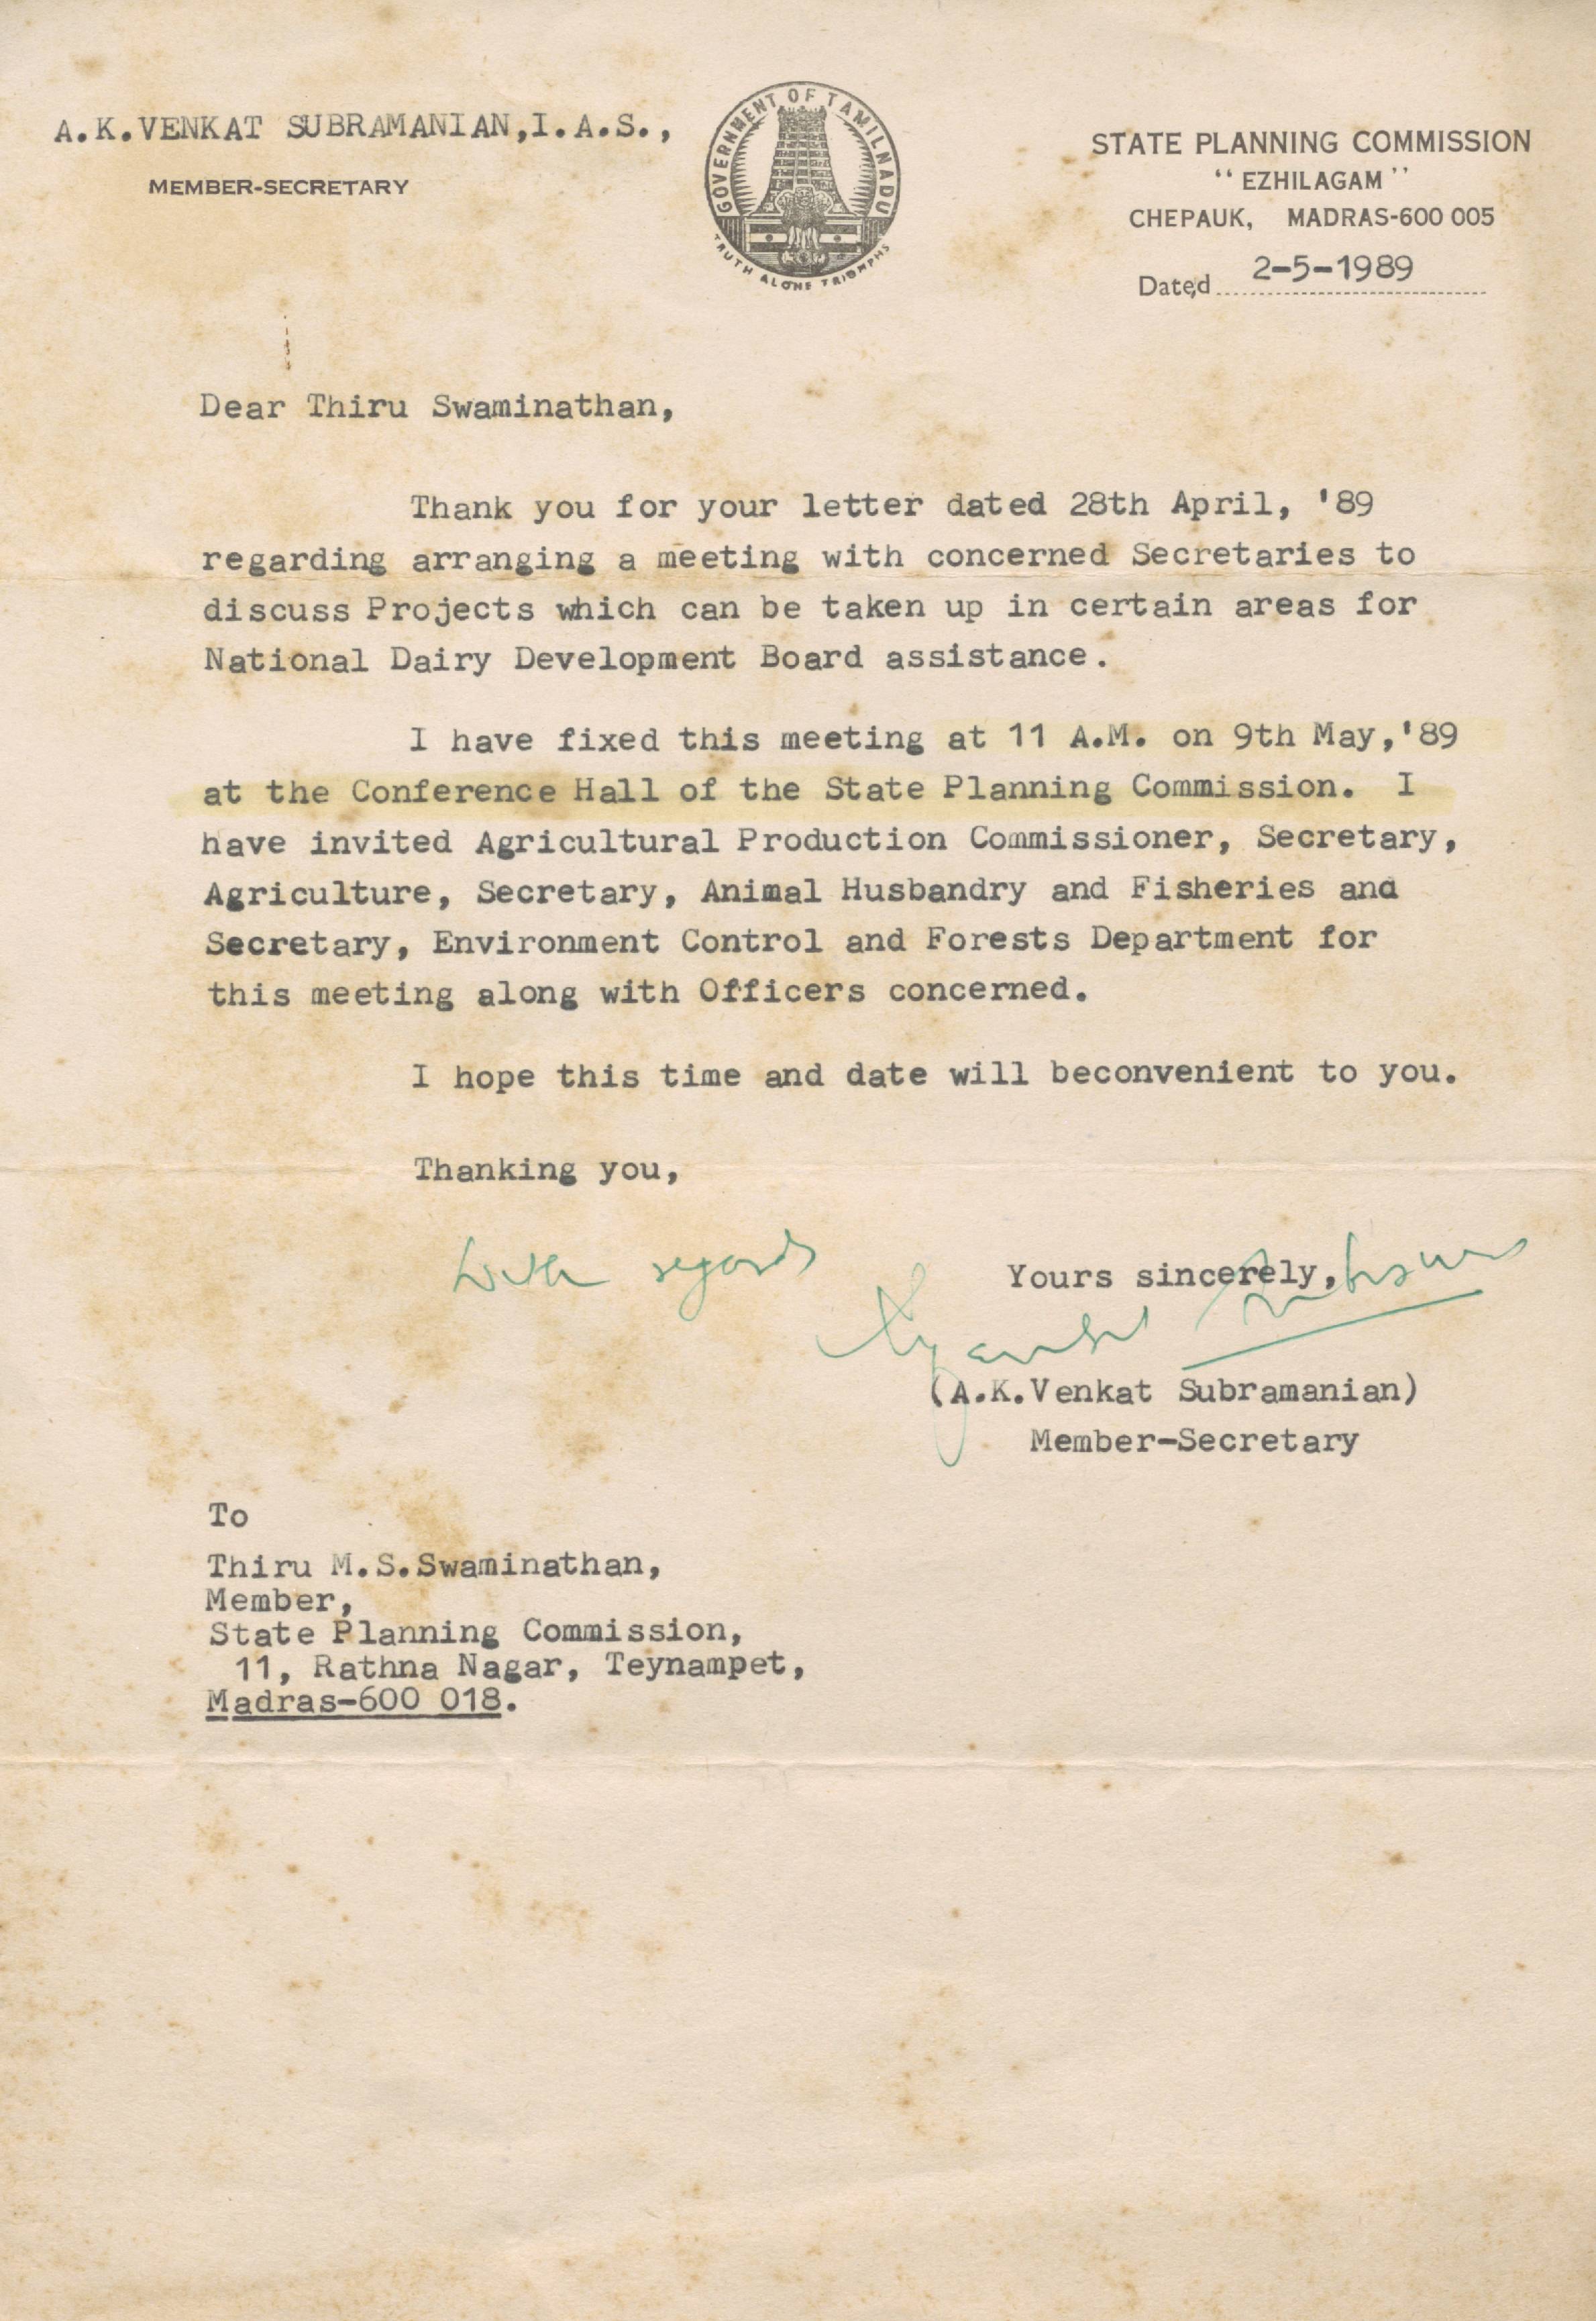 A.K.VENKAT SUBRAMANIAN,I.A.S.,
MEMBER-SECRETARY
GOVERNMENT OF TAMILNADU
TRUTH ALONE TRIUMPHS
STATE PLANNING COMMISSION
"EZHILAGAM"
CHEPAUK, MADRAS-600 005
Dated 2-5-1989
Dear Thiru Swaminathan,
Thank you for your letter dated 28th April, '89
regarding arranging a meeting with concerned Secretaries to
discuss Projects which can be taken up in certain areas for
National Dairy Development Board assistance.
I have fixed this meeting at 11 A.M. on 9th May,'89
at the Conference Hall of the State Planning Commission. I
have invited Agricultural Production Commissioner, Secretary,
Agriculture, Secretary, Animal Husbandry and Fisheries and
Secretary, Environment Control and Forests Department for
this meeting along with Officers concerned.
I hope this time and date will beconvenient to you.
Thanking you,
With regards
Yours sincerely,
(A.K.Venkat Subramanian)
Member-Secretary
To
Thiru M.S.Swaminathan,
Member,
State Planning Commission,
11, Rathna Nagar, Teynampet,
Madras-600 018.